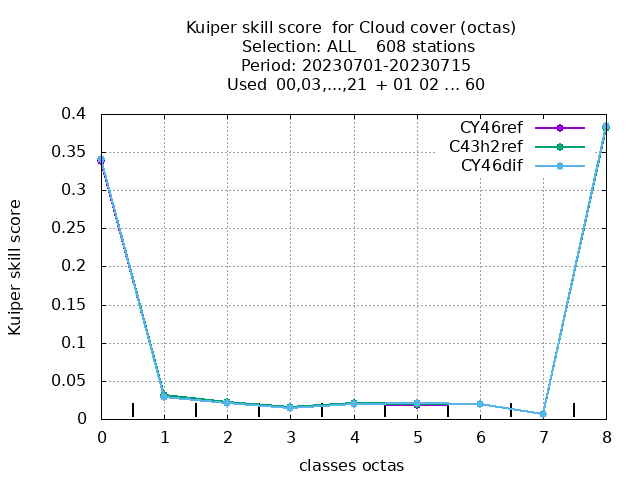 Kuiper skill score  for Cloud cover (octas)
Selection: ALL    608 stations
Period: 20230701-20230715
Used  00,03,...,21  + 01 02 ... 60
CY46ref
C43h2ref
CY46dif
0.4
0.35
0.3
0.25
0.2
0.15
0.1
0.05
0
Kuiper skill score
0 1 2 3 4 5 6 7 8
classes octas